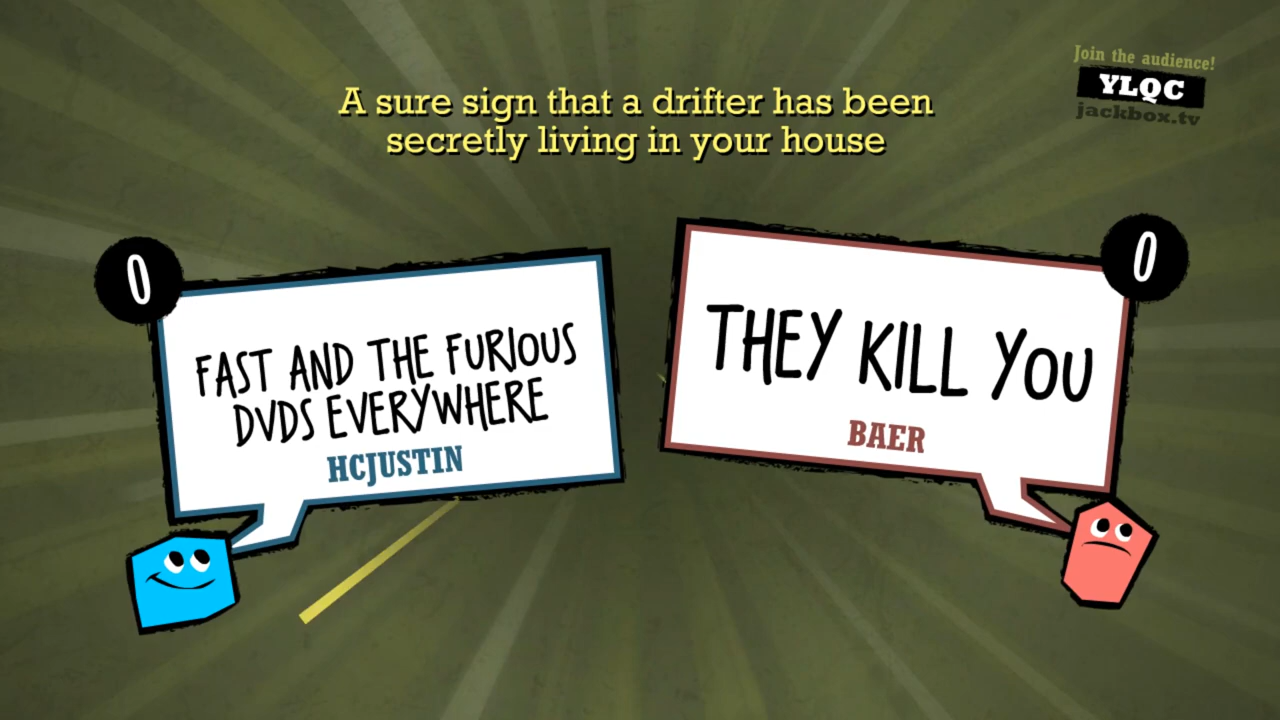 Join the audience!
YLQC
jackbox.tv
A sure sign that a drifter has been
secretly living in your house
0
FAST AND THE FURIOUS
DVDS EVERYWHERE
HCJUSTIN
0
THEY KILL YOU
BAER